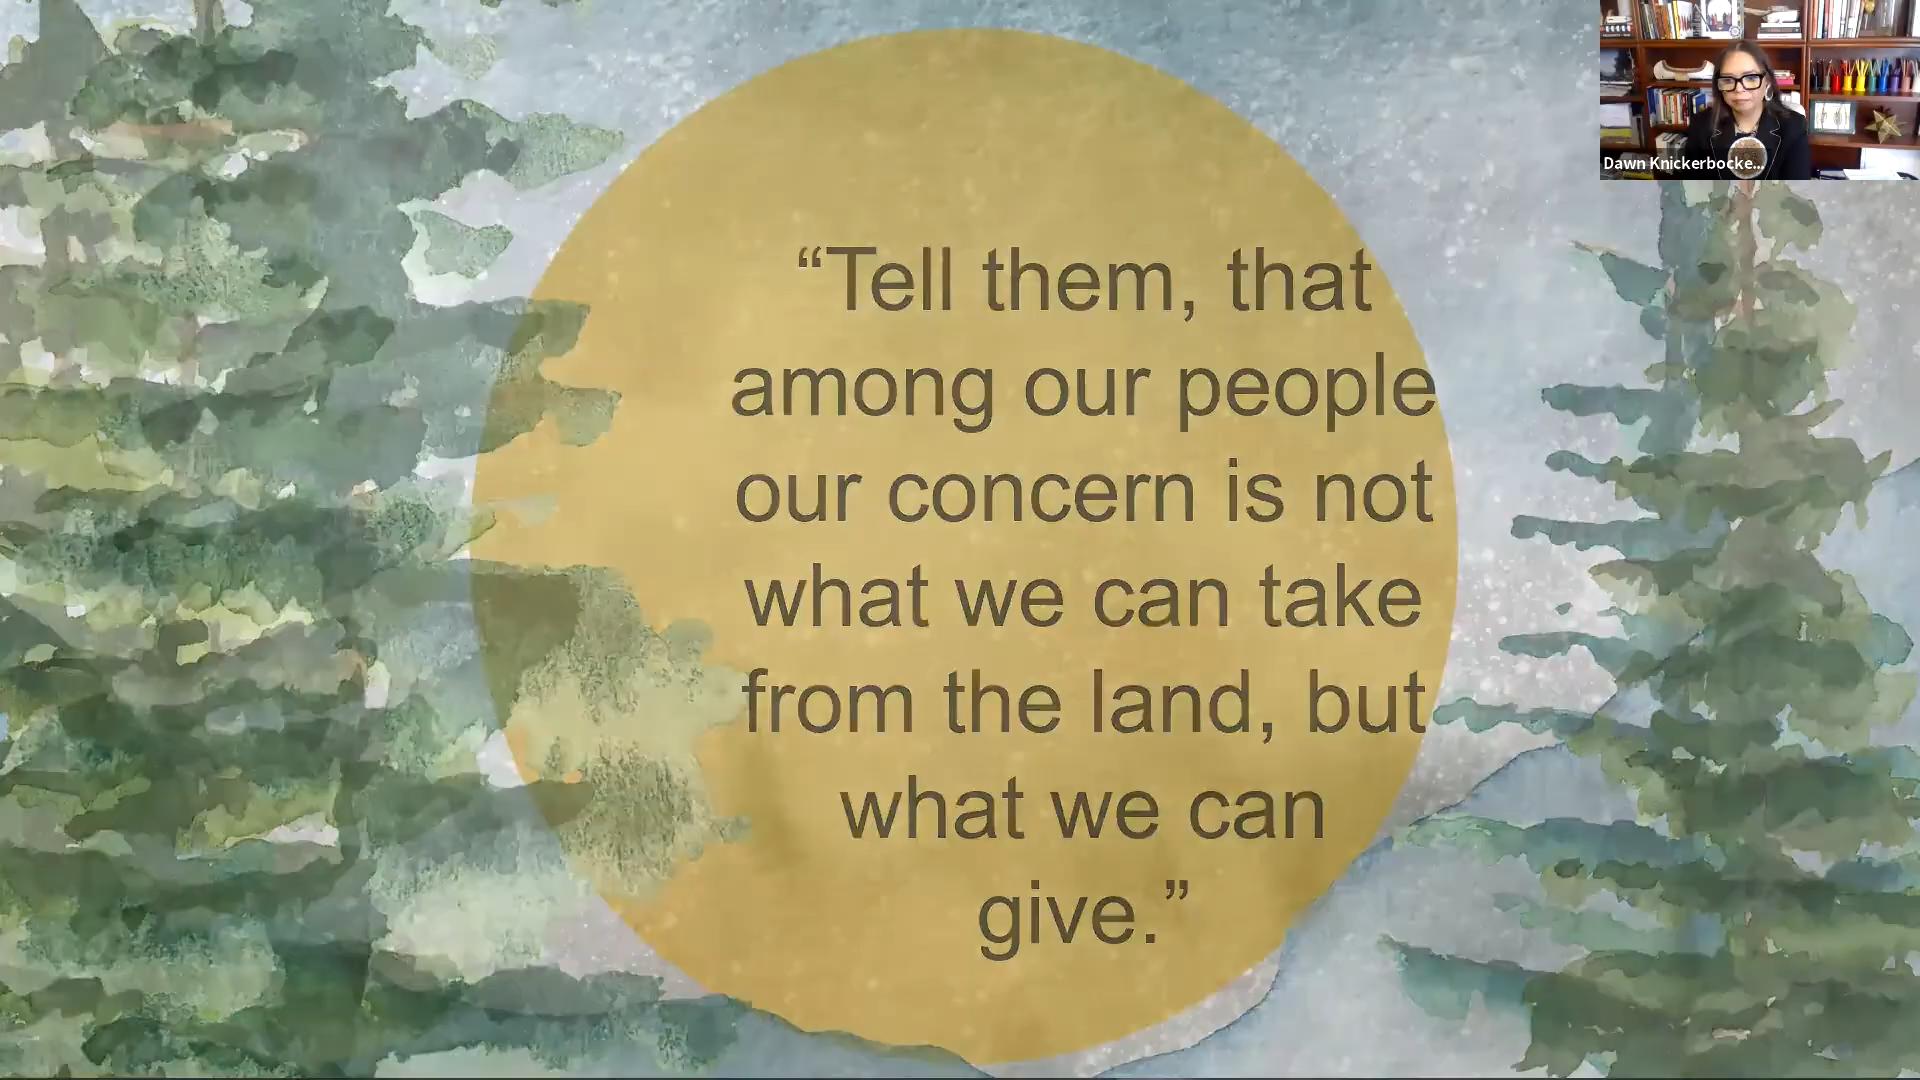 Dawn Knickerbocke...
“Tell them, that
among our people
our concern is not
what we can take
from the land, but
what we can
give.”